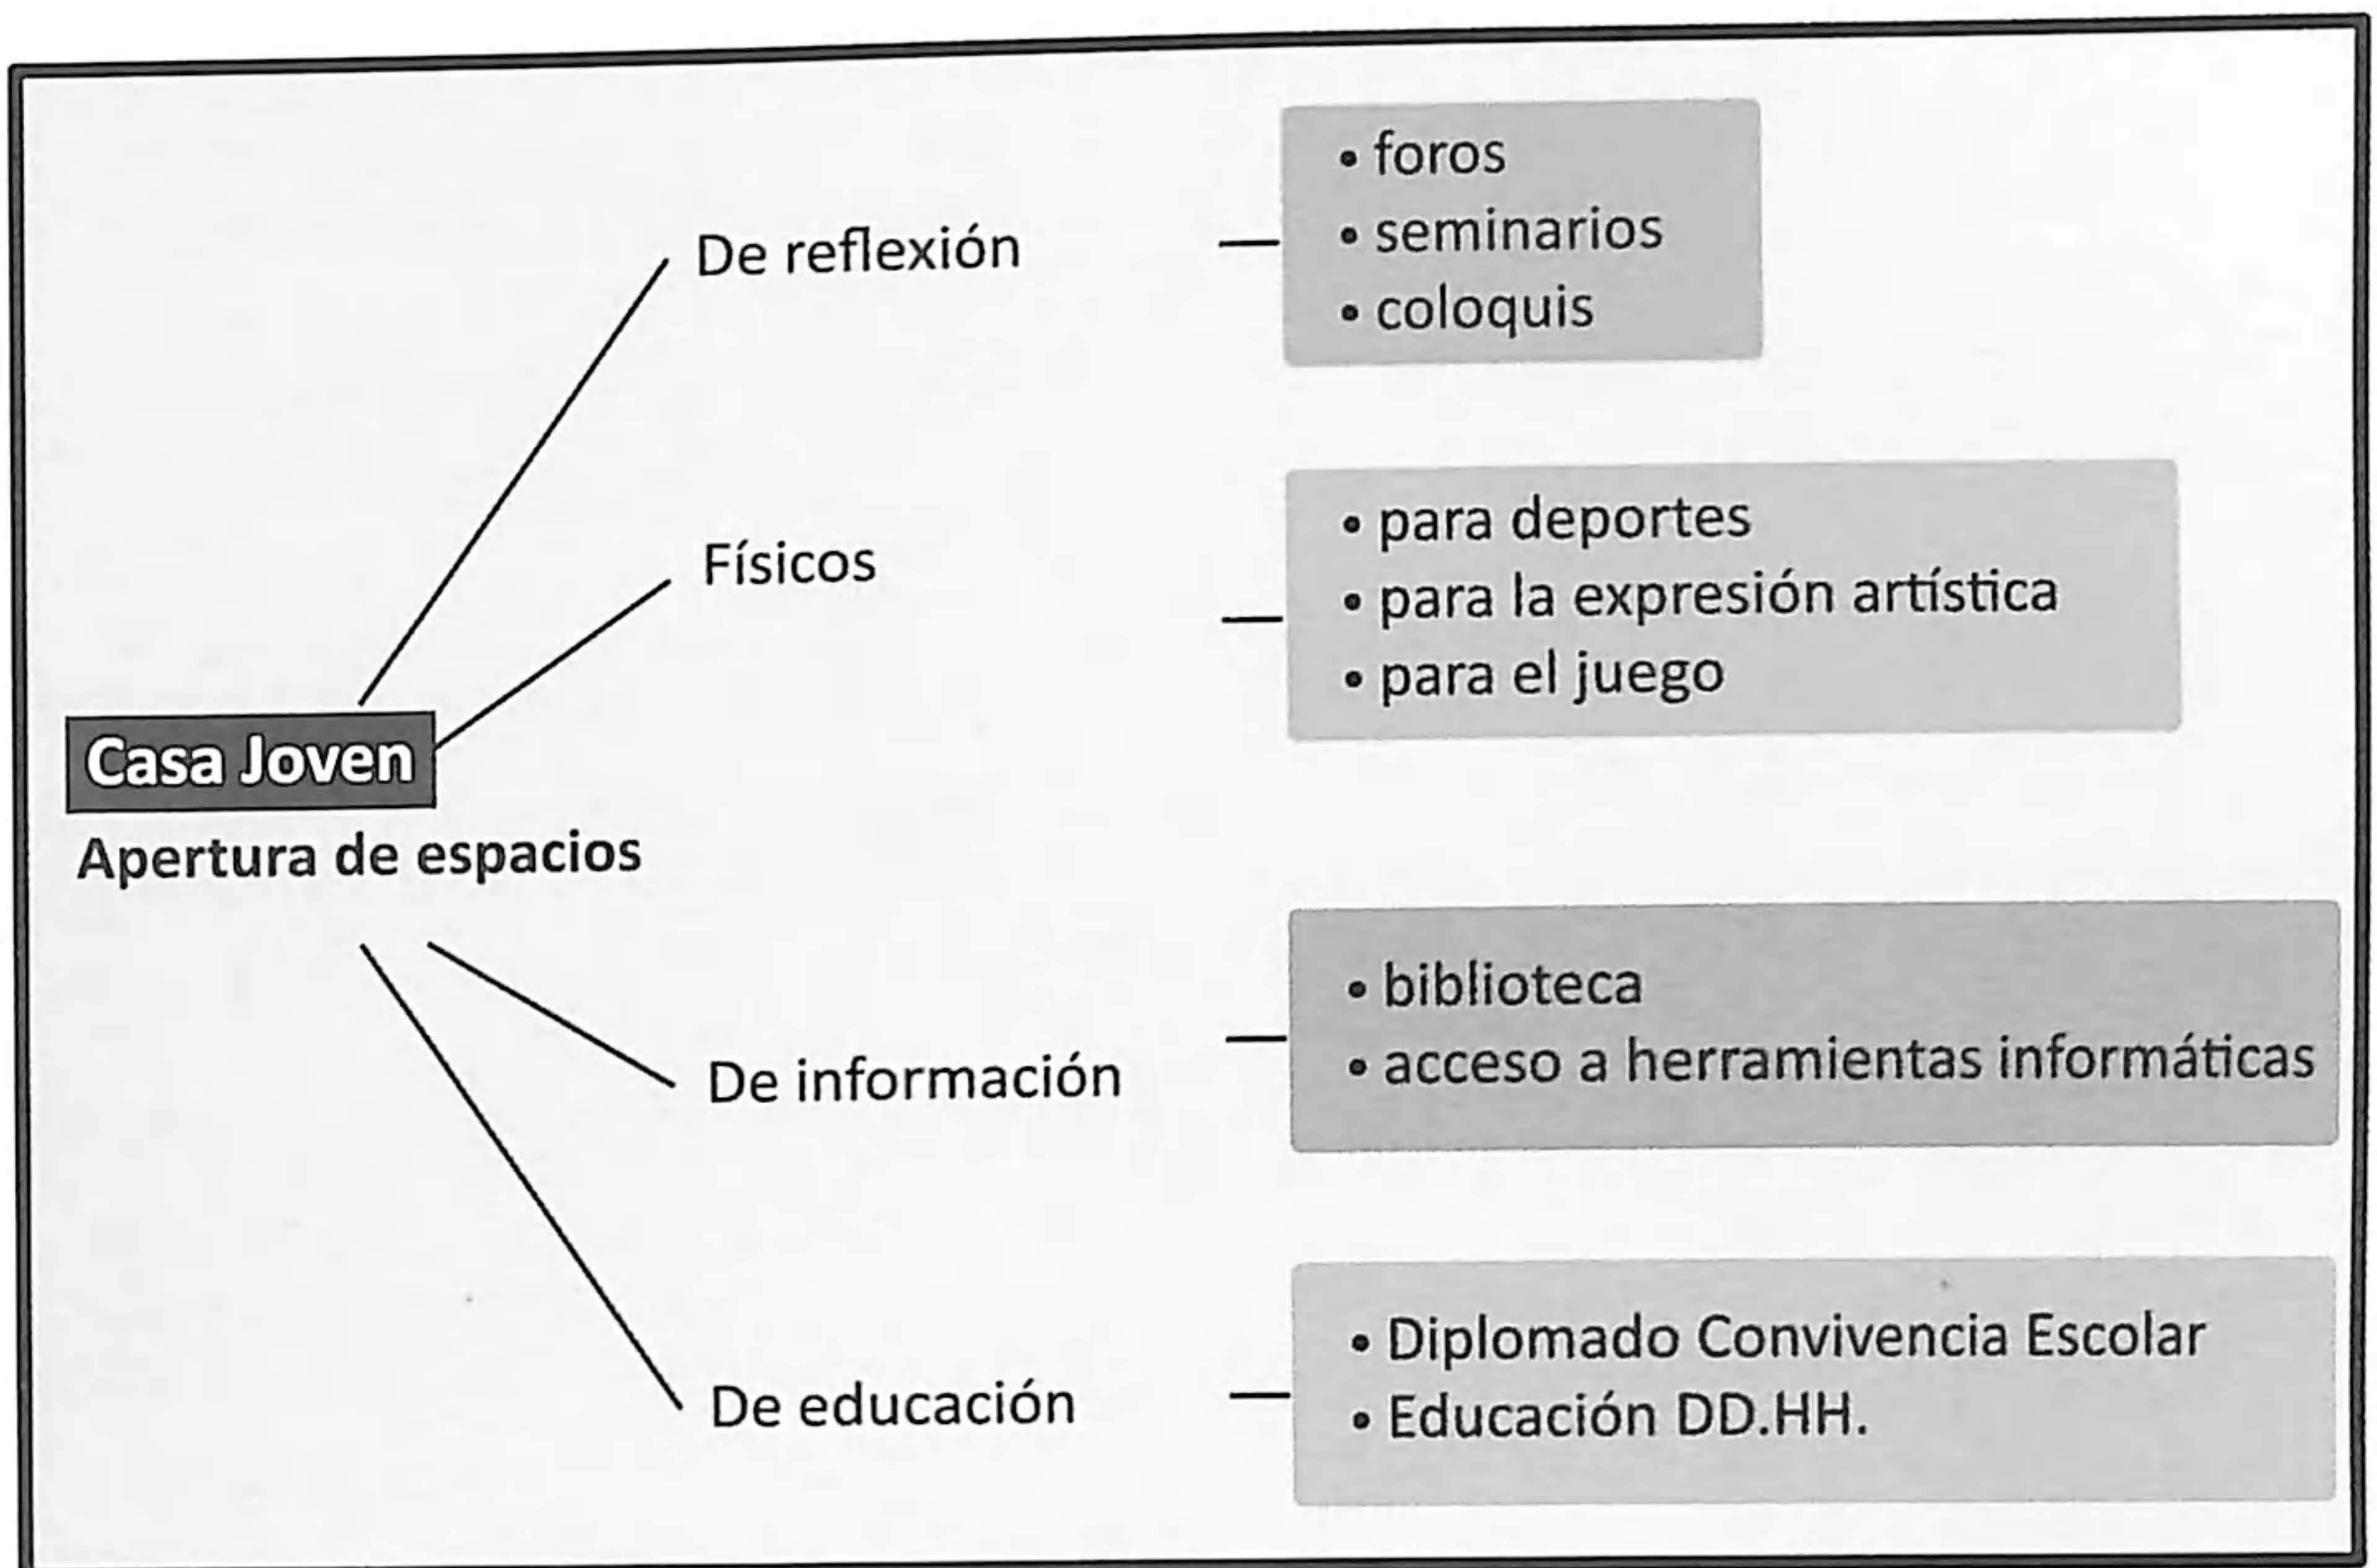 De reflexión
• foros
• seminarios
• coloquis
Físicos
• para deportes
• para la expresión artística
• para el juego
Casa Joven
Apertura de espacios
De información
• biblioteca
• acceso a herramientas informáticas
De educación
• Diplomado Convivencia Escolar
• Educación DD.HH.